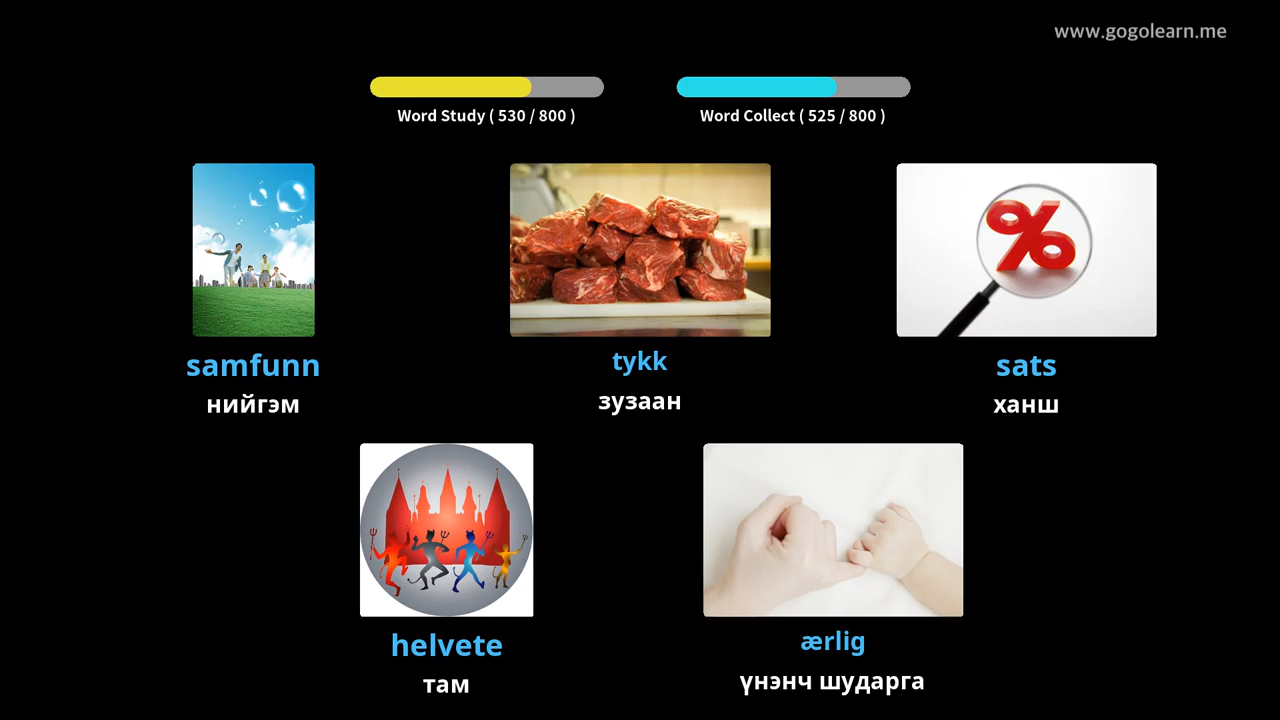 www.gogolearn.me
Word Study ( 530 / 800 )
Word Collect ( 525 / 800 )
samfunn
нийгэм
tykk
зузаан
sats
ханш
helvete
там
ærlig
үнэнч шударга